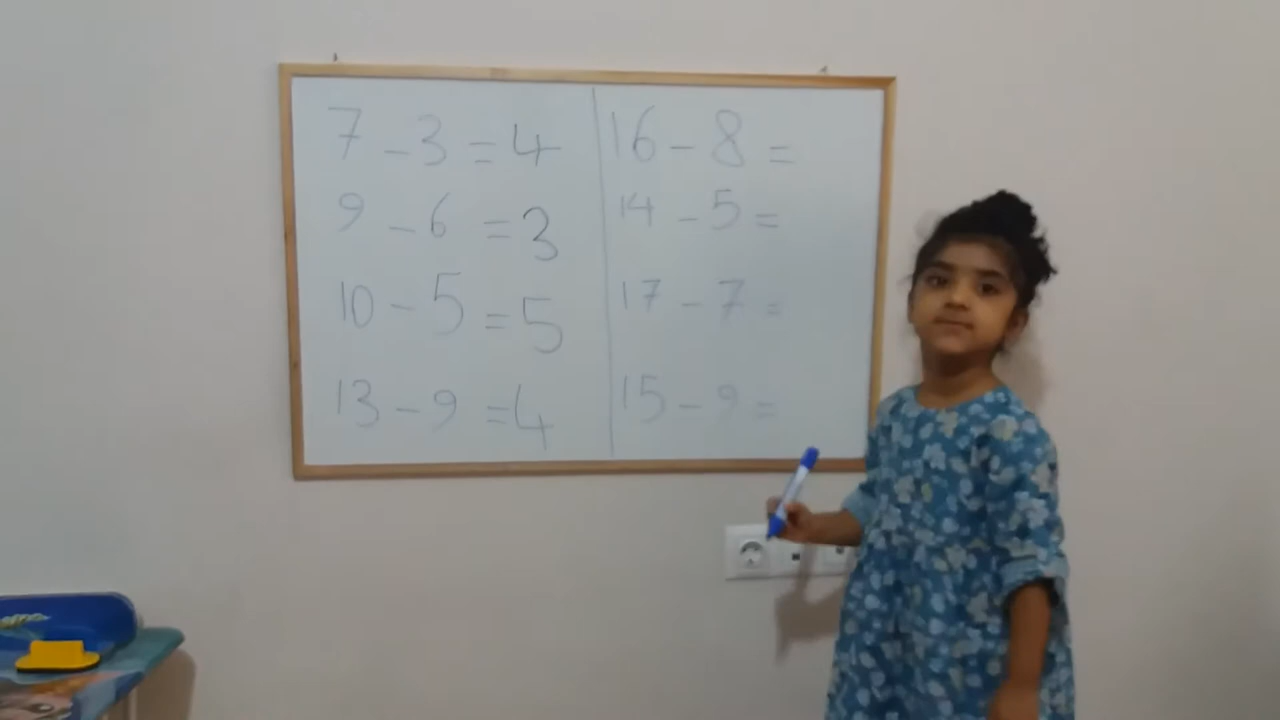 7 - 3 = 4
9 - 6 = 3
10 - 5 = 5
13 - 9 = 4
16 - 8 =
14 - 5 =
17 - 7 =
15 - 9 =